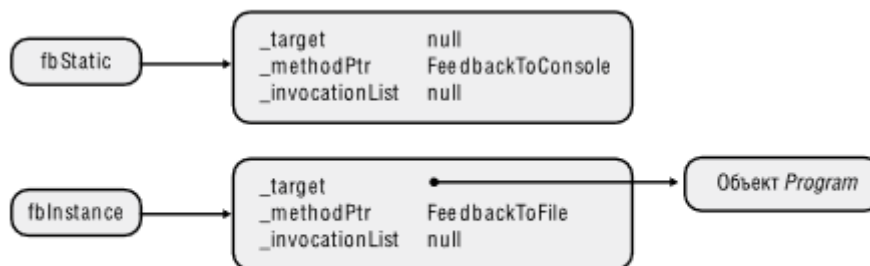 fbStatic
_target null
_methodPtr FeedbackToConsole
_invocationList null
fbInstance
_target
_methodPtr FeedbackToFile
_invocationList null
Объект Program